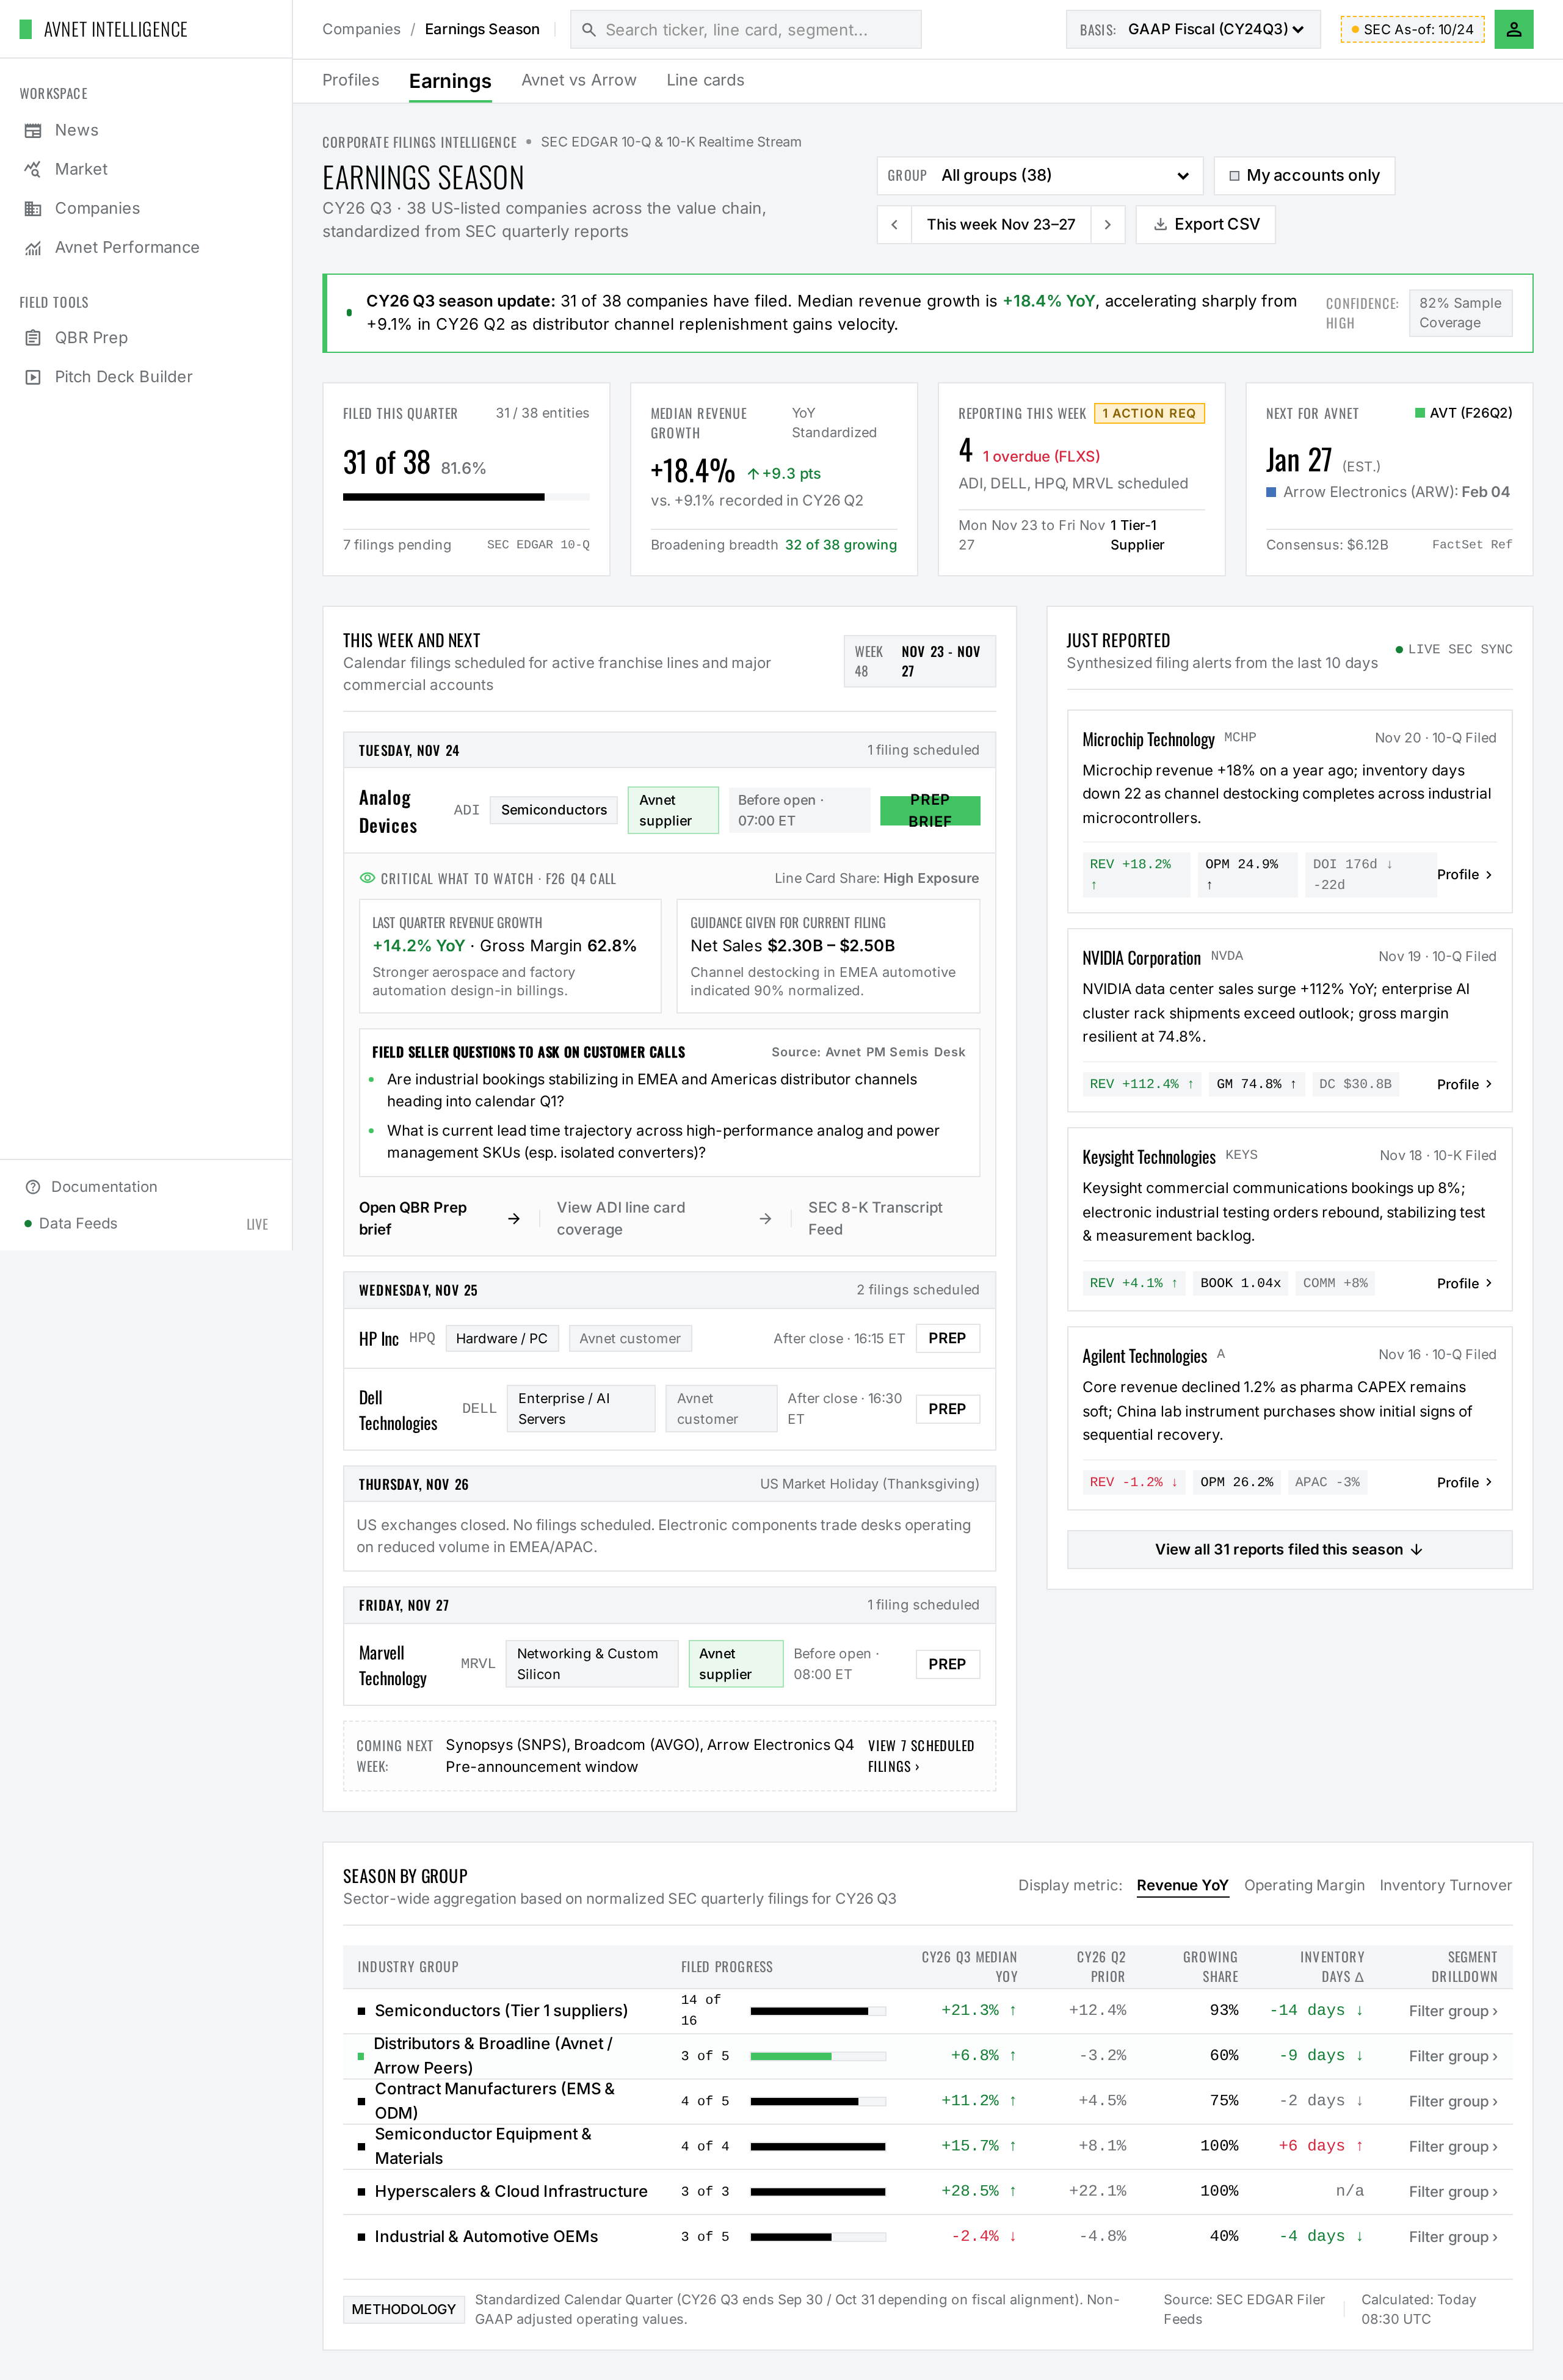 AVNET INTELLIGENCE
WORKSPACE
News
Market
Companies
Avnet Performance
FIELD TOOLS
QBR Prep
Pitch Deck Builder
Documentation
Data Feeds LIVE
Companies / Earnings Season
Search ticker, line card, segment...
BASIS: GAAP Fiscal (CY24Q3)
SEC As-of: 10/24
Profiles Earnings Avnet vs Arrow Line cards
CORPORATE FILINGS INTELLIGENCE • SEC EDGAR 10-Q & 10-K Realtime Stream
EARNINGS SEASON
CY26 Q3 · 38 US-listed companies across the value chain,
standardized from SEC quarterly reports
GROUP All groups (38)
My accounts only
This week Nov 23–27
Export CSV
CY26 Q3 season update: 31 of 38 companies have filed. Median revenue growth is +18.4% YoY, accelerating sharply from
+9.1% in CY26 Q2 as distributor channel replenishment gains velocity.
CONFIDENCE:
HIGH
82% Sample
Coverage
FILED THIS QUARTER 31 / 38 entities
31 of 38 81.6%
7 filings pending SEC EDGAR 10-Q
MEDIAN REVENUE
GROWTH
YoY
Standardized
+18.4% ↑+9.3 pts
vs. +9.1% recorded in CY26 Q2
Broadening breadth 32 of 38 growing
REPORTING THIS WEEK 1 ACTION REQ
4 1 overdue (FLXS)
ADI, DELL, HPQ, MRVL scheduled
Mon Nov 23 to Fri Nov
27
1 Tier-1
Supplier
NEXT FOR AVNET AVT (F26Q2)
Jan 27 (EST.)
Arrow Electronics (ARW): Feb 04
Consensus: $6.12B FactSet Ref
THIS WEEK AND NEXT
Calendar filings scheduled for active franchise lines and major
commercial accounts
WEEK
48
NOV 23 - NOV
27
TUESDAY, NOV 24 1 filing scheduled
Analog
Devices
ADI
Semiconductors
Avnet
supplier
Before open ·
07:00 ET
PREP
BRIEF
CRITICAL WHAT TO WATCH · F26 Q4 CALL Line Card Share: High Exposure
LAST QUARTER REVENUE GROWTH
+14.2% YoY · Gross Margin 62.8%
Stronger aerospace and factory
automation design-in billings.
GUIDANCE GIVEN FOR CURRENT FILING
Net Sales $2.30B – $2.50B
Channel destocking in EMEA automotive
indicated 90% normalized.
FIELD SELLER QUESTIONS TO ASK ON CUSTOMER CALLS Source: Avnet PM Semis Desk
• Are industrial bookings stabilizing in EMEA and Americas distributor channels
heading into calendar Q1?
• What is current lead time trajectory across high-performance analog and power
management SKUs (esp. isolated converters)?
Open QBR Prep
brief →
View ADI line card
coverage →
SEC 8-K Transcript
Feed
WEDNESDAY, NOV 25 2 filings scheduled
HP Inc HPQ Hardware / PC Avnet customer After close · 16:15 ET PREP
Dell
Technologies
DELL
Enterprise / AI
Servers
Avnet
customer
After close · 16:30
ET
PREP
THURSDAY, NOV 26 US Market Holiday (Thanksgiving)
US exchanges closed. No filings scheduled. Electronic components trade desks operating
on reduced volume in EMEA/APAC.
FRIDAY, NOV 27 1 filing scheduled
Marvell
Technology
MRVL
Networking & Custom
Silicon
Avnet
supplier
Before open ·
08:00 ET
PREP
COMING NEXT
WEEK:
Synopsys (SNPS), Broadcom (AVGO), Arrow Electronics Q4
Pre-announcement window
VIEW 7 SCHEDULED
FILINGS ›
JUST REPORTED
Synthesized filing alerts from the last 10 days
LIVE SEC SYNC
Microchip Technology MCHP Nov 20 · 10-Q Filed
Microchip revenue +18% on a year ago; inventory days
down 22 as channel destocking completes across industrial
microcontrollers.
REV +18.2%
↑
OPM 24.9%
↑
DOI 176d ↓
-22d
Profile ›
NVIDIA Corporation NVDA Nov 19 · 10-Q Filed
NVIDIA data center sales surge +112% YoY; enterprise AI
cluster rack shipments exceed outlook; gross margin
resilient at 74.8%.
REV +112.4% ↑ GM 74.8% ↑ DC $30.8B Profile ›
Keysight Technologies KEYS Nov 18 · 10-K Filed
Keysight commercial communications bookings up 8%;
electronic industrial testing orders rebound, stabilizing test
& measurement backlog.
REV +4.1% ↑ BOOK 1.04x COMM +8% Profile ›
Agilent Technologies A Nov 16 · 10-Q Filed
Core revenue declined 1.2% as pharma CAPEX remains
soft; China lab instrument purchases show initial signs of
sequential recovery.
REV -1.2% ↓ OPM 26.2% APAC -3% Profile ›
View all 31 reports filed this season ↓
SEASON BY GROUP
Sector-wide aggregation based on normalized SEC quarterly filings for CY26 Q3
Display metric: Revenue YoY Operating Margin Inventory Turnover
INDUSTRY GROUP
FILED PROGRESS
CY26 Q3 MEDIAN
YOY
CY26 Q2
PRIOR
GROWING
SHARE
INVENTORY
DAYS Δ
SEGMENT
DRILLDOWN
Semiconductors (Tier 1 suppliers)
14 of
16
+21.3% ↑ +12.4% 93% -14 days ↓ Filter group ›
Distributors & Broadline (Avnet /
Arrow Peers)
3 of 5 +6.8% ↑ -3.2% 60% -9 days ↓ Filter group ›
Contract Manufacturers (EMS &
ODM)
4 of 5 +11.2% ↑ +4.5% 75% -2 days ↓ Filter group ›
Semiconductor Equipment &
Materials
4 of 4 +15.7% ↑ +8.1% 100% +6 days ↑ Filter group ›
Hyperscalers & Cloud Infrastructure 3 of 3 +28.5% ↑ +22.1% 100% n/a Filter group ›
Industrial & Automotive OEMs 3 of 5 -2.4% ↓ -4.8% 40% -4 days ↓ Filter group ›
METHODOLOGY
Standardized Calendar Quarter (CY26 Q3 ends Sep 30 / Oct 31 depending on fiscal alignment). Non-
GAAP adjusted operating values.
Source: SEC EDGAR Filer
Feeds
Calculated: Today
08:30 UTC